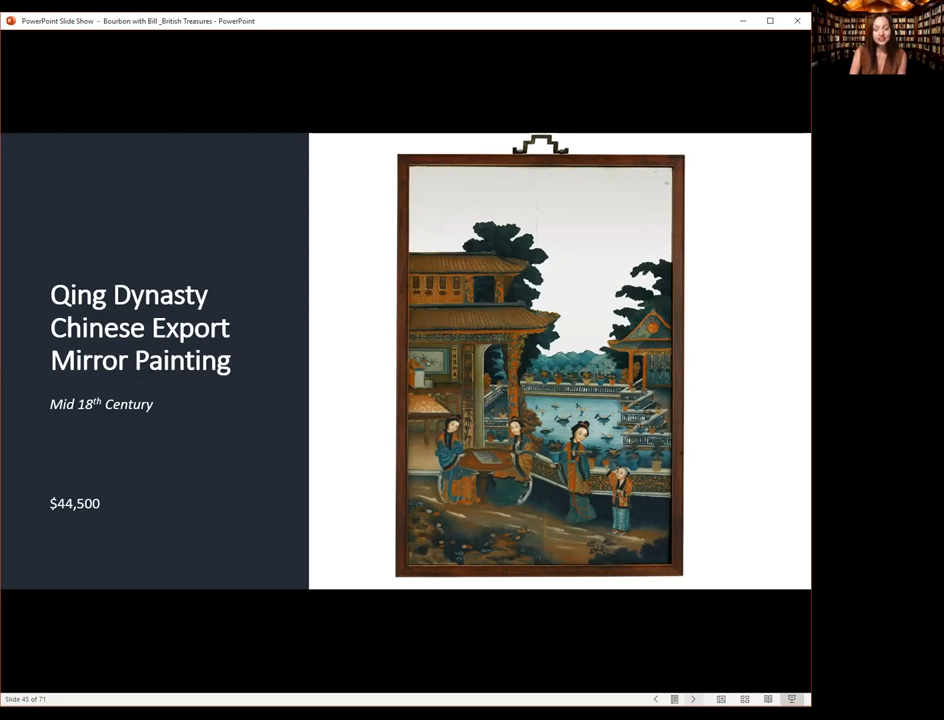 PowerPoint Slide Show - Bourbon with Bill _British Treasures - PowerPoint
Qing Dynasty
Chinese Export
Mirror Painting
Mid 18th Century
$44,500
Slide 45 of 71